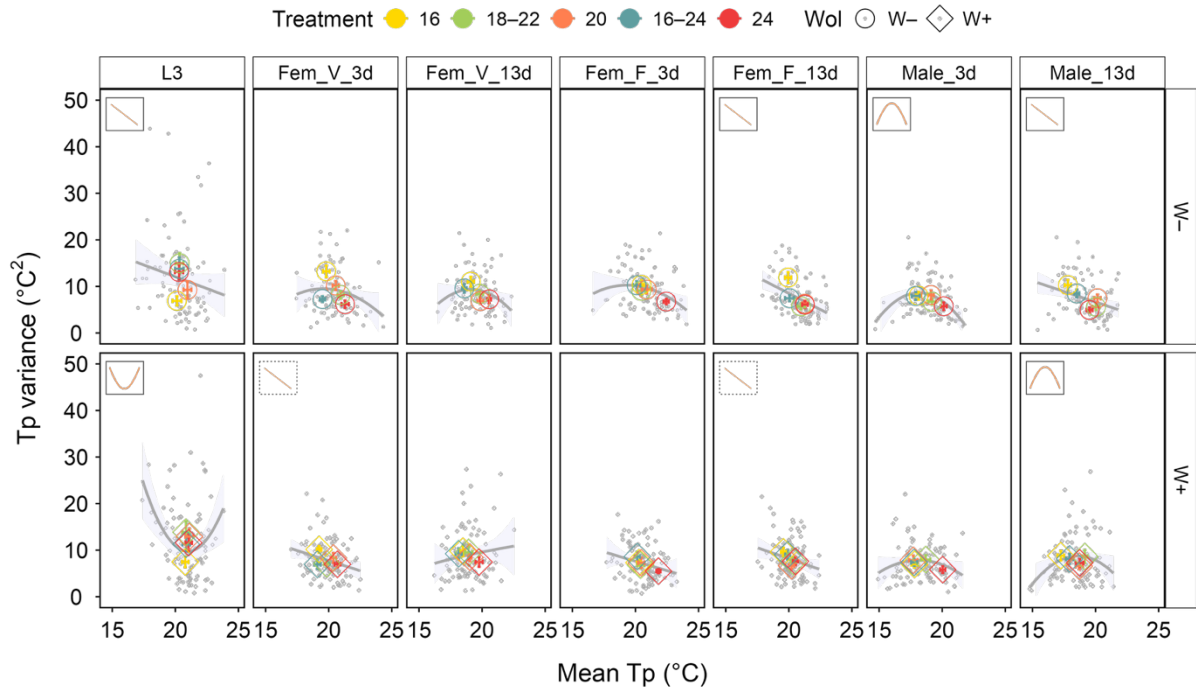 Treatment 16 18–22 20 16–24 24 Wol W– W+
L3 Fem_V_3d Fem_V_13d Fem_F_3d Fem_F_13d Male_3d Male_13d
50
40
30
20
10
0
W–
50
40
30
20
10
0
W+
Tp variance (°C²)
15 20 25 15 20 25 15 20 25 15 20 25 15 20 25 15 20 25 15 20 25
Mean Tp (°C)